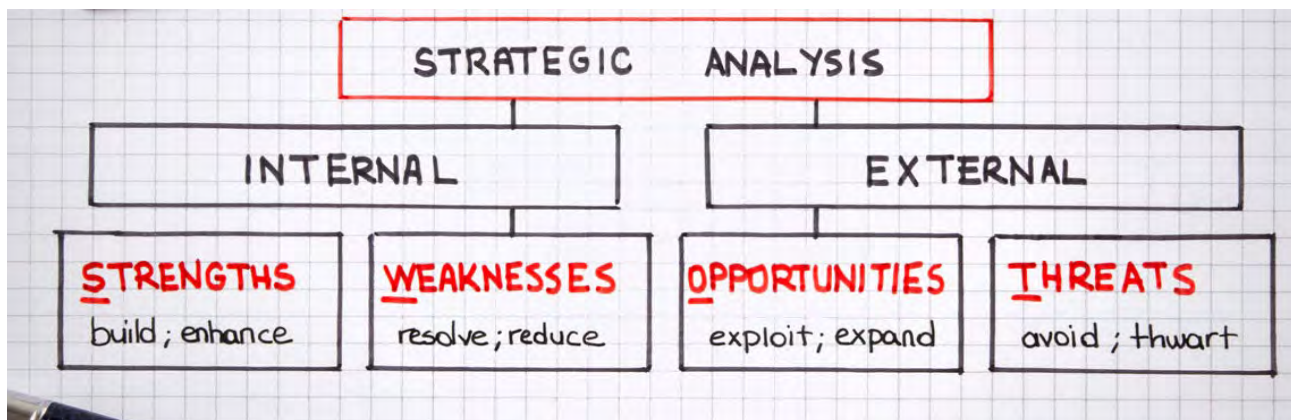 STRATEGIC ANALYSIS
INTERNAL
EXTERNAL
STRENGTHS
build; enhance
WEAKNESSES
resolve; reduce
OPPORTUNITIES
exploit; expand
THREATS
avoid; thwart